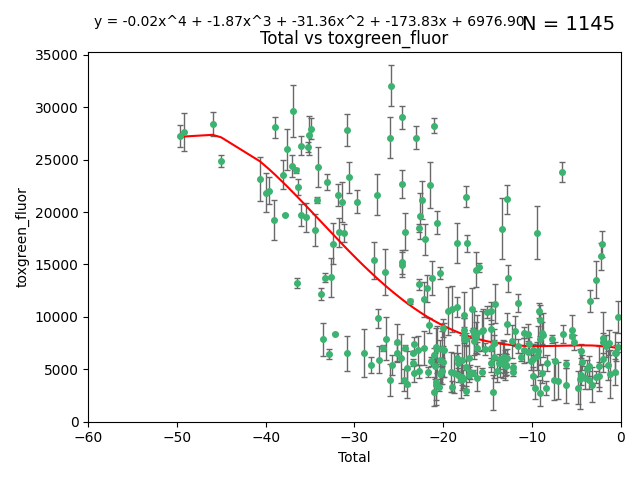 y = -0.02x^4 + -1.87x^3 + -31.36x^2 + -173.83x + 6976.90
N = 1145
Total vs toxgreen_fluor
35000
30000
25000
20000
15000
10000
5000
0
toxgreen_fluor
−60 −50 −40 −30 −20 −10 0
Total